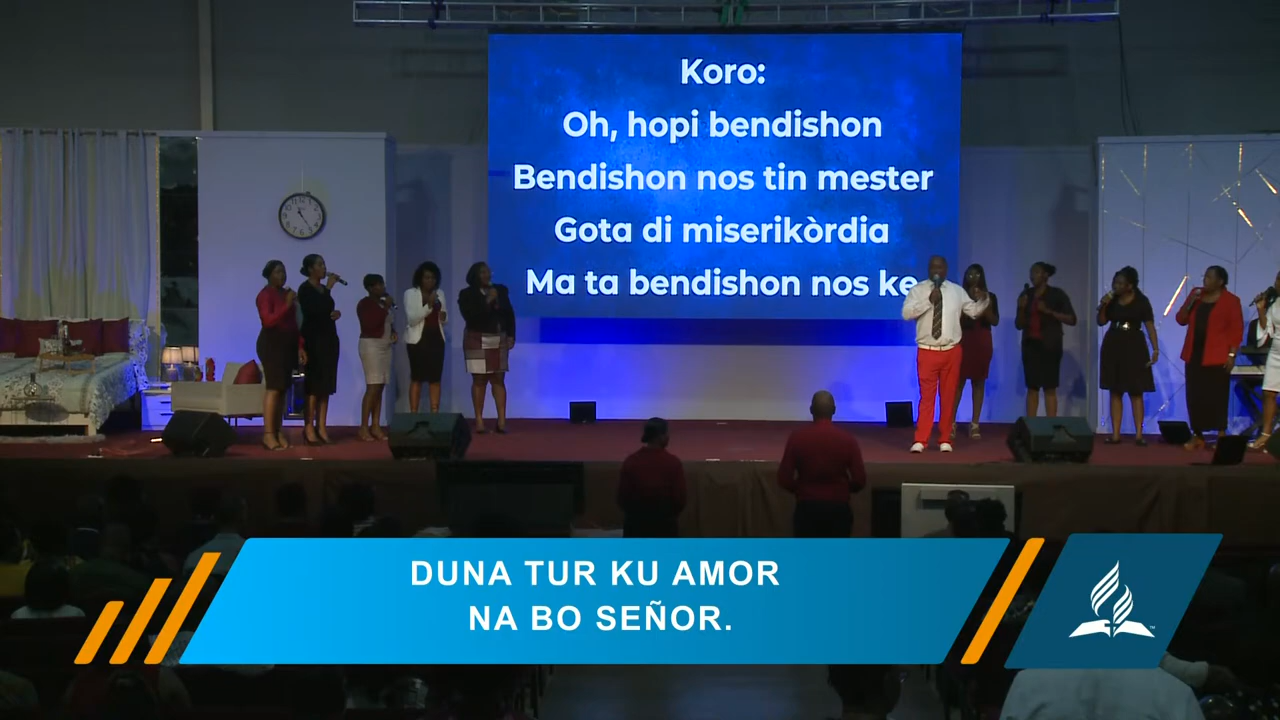 Koro:
Oh, hopi bendishon
Bendishon nos tin mester
Gota di miserikòrdia
Ma ta bendishon nos ke
DUNA TUR KU AMOR
NA BO SEÑOR.